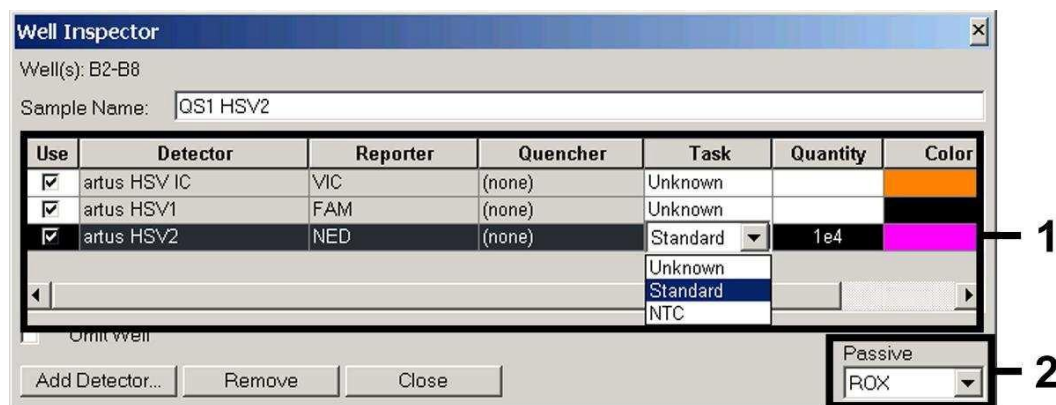 Well Inspector
Well(s): B2-B8
Sample Name: QS1 HSV2
Use Detector Reporter Quencher Task Quantity Color
artus HSV IC VIC (none) Unknown
artus HSV1 FAM (none) Unknown
artus HSV2 NED (none) Standard 1e4 1
Unknown
Standard
NTC
Omit Well
Passive
Add Detector... Remove Close ROX 2